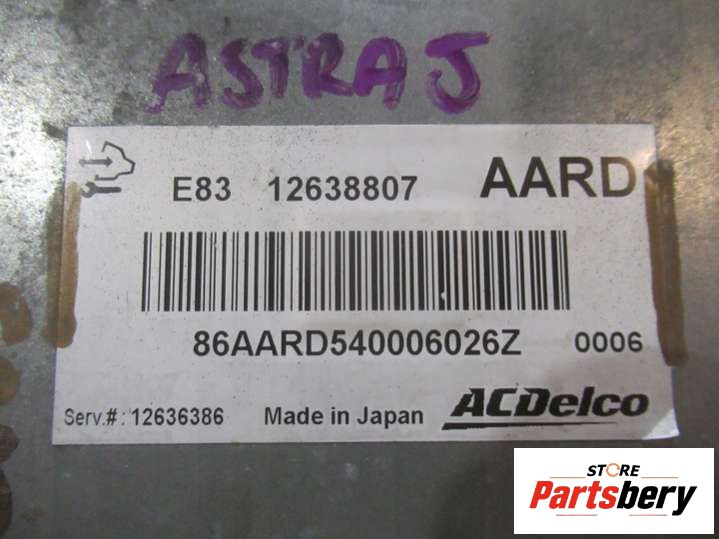 ASTRA J
E83 12638807 AARD
86AARD540006026Z 0006
Serv.#: 12636386 Made in Japan ACDelco
STORE
Partsbery